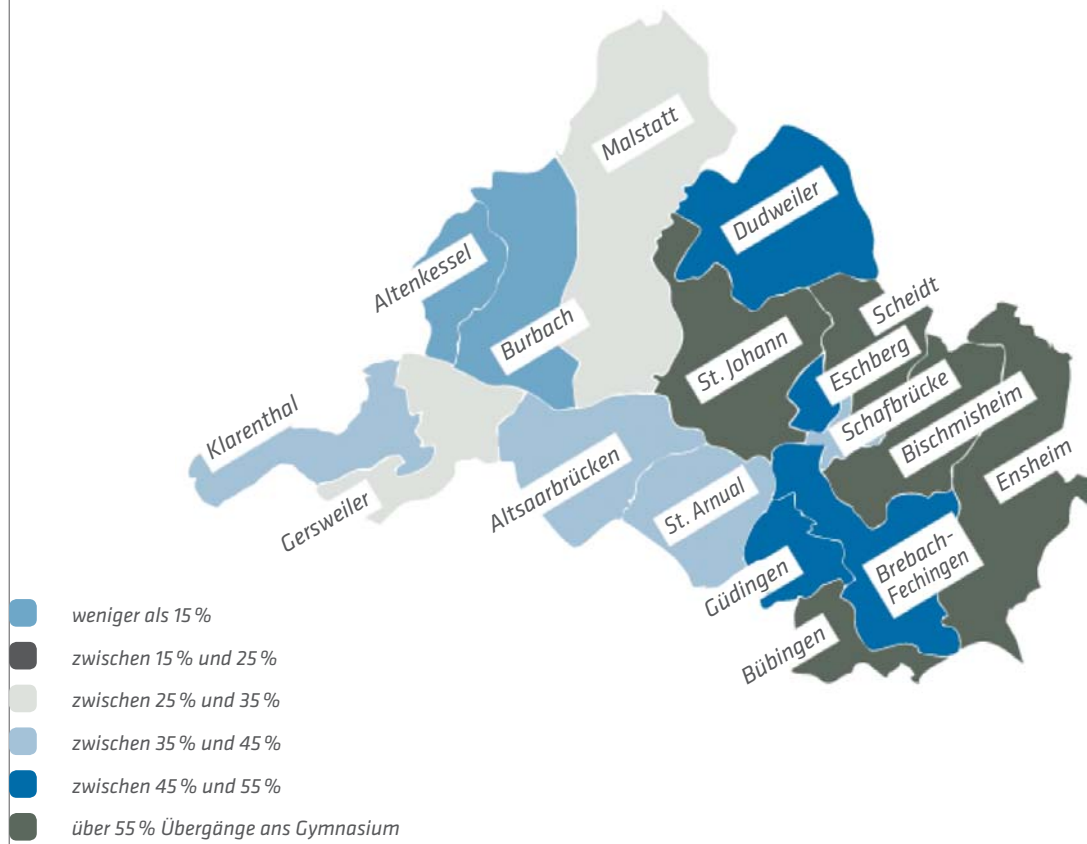 Malstatt
Dudweiler
Altenkessel
Burbach
Scheidt
St. Johann
Eschberg
Schafbrücke
Bischmisheim
Klarenthal
Ensheim
Gersweiler
Altsaarbrücken
St. Arnual
Güdingen
Brebach-
Fechingen
Bübingen
weniger als 15 %
zwischen 15 % und 25 %
zwischen 25 % und 35 %
zwischen 35 % und 45 %
zwischen 45 % und 55 %
über 55 % Übergänge ans Gymnasium